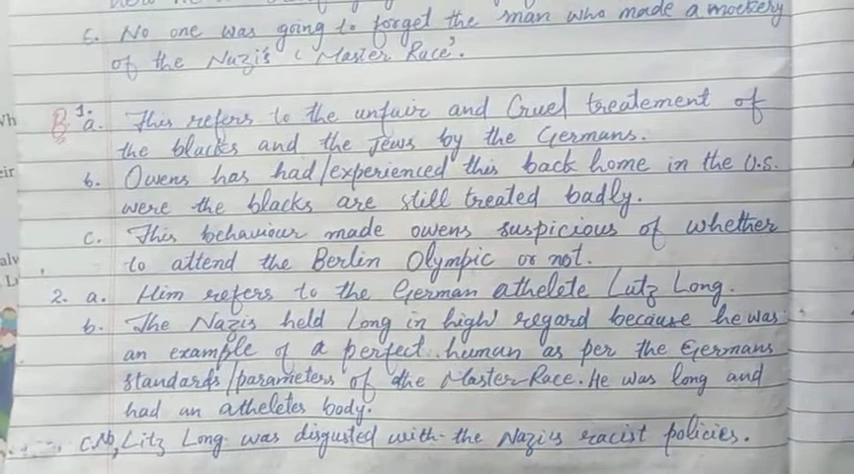 c. No one was going to forget the man who made a mockery
of the Nazi's 'Master Race'.
B 1. a. This refers to the unfair and Cruel treatement of
the blacks and the Jews by the Germans.
b. Owens has had/experienced this back home in the U.S.
were the blacks are still treated badly.
c. This behaviour made owens suspicious of whether
to attend the Berlin Olympic or not.
2. a. Him refers to the German athelete Lutz Long.
b. The Nazis held Long in high regard because he was
an example of a perfect human as per the Germans
standards/parameters of the Master Race. He was long and
had an atheletes body.
c. No, Litz Long was disgusted with the Nazi's racist policies.